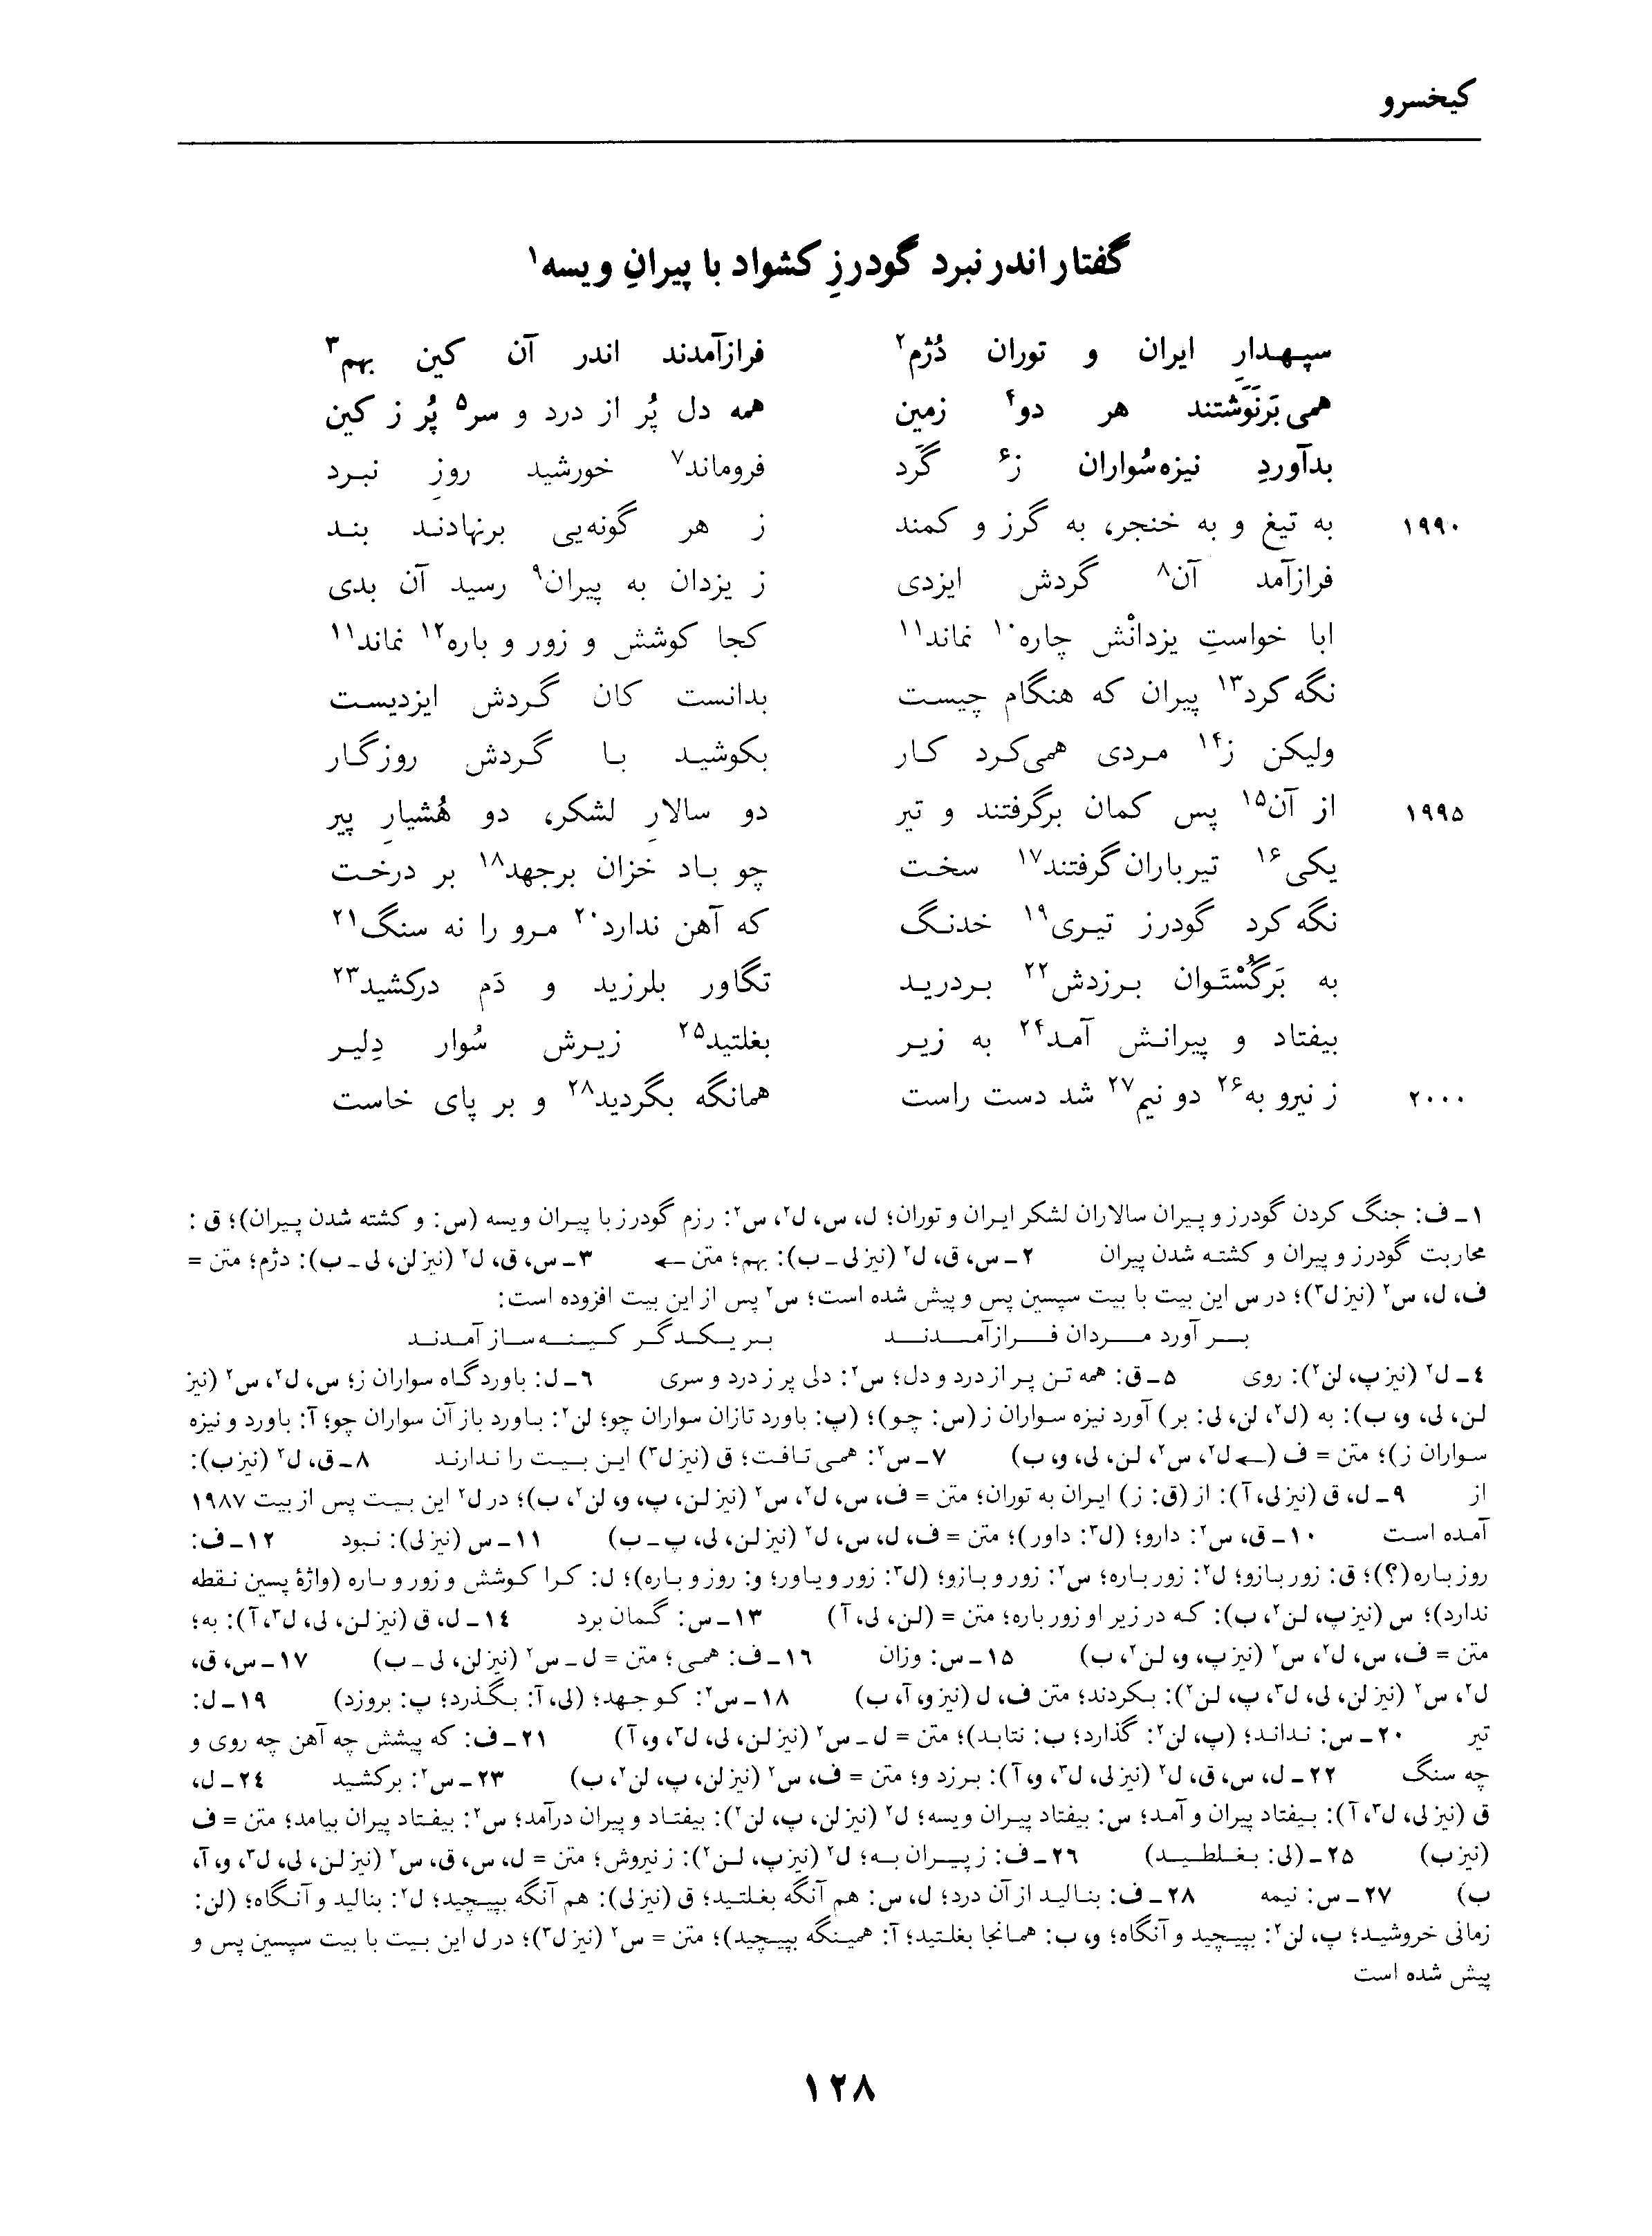 کیخسرو
گفتار اندر نبرد گودرزِ کشواد با پیرانِ ویسه۱
سپهدارِ ایران و توران دُژم۲ فرازآمدند اندر آن کین بهم۳
همی‌بَرنَوَشتند هر دو۴ زمین همه دل پُر از درد و سر۵ پُر ز کین
بدآوردِ نیزه‌سُواران ز۶ گَرد فروماند۷ خورشید روزِ نبرد
۱۹۹۰ به تیغ و به خنجر، به گرز و کمند ز هر گونه‌یی برنهادند بند
فرازآمد آن۸ گردش ایزدی ز یزدان به پیران۹ رسید آن بدی
ابا خواستِ یزدانْش چاره۱۰ نماند۱۱ کجا کوشش و زور و باره۱۲ نماند۱۱
نگه‌کرد۱۳ پیران که هنگام چیست بدانست کان گردش ایزدیست
ولیکن ز۱۴ مردی همی‌کرد کار بکوشید با گردش روزگار
۱۹۹۵ از آن۱۵ پس کمان برگرفتند و تیر دو سالارِ لشکر، دو هُشیارِ پیر
یکی۱۶ تیرباران گرفتند۱۷ سخت چو باد خزان برجهد۱۸ بر درخت
نگه‌کرد گودرز تیری۱۹ خدنگ که آهن ندارد۲۰ مرو را نه سنگ۲۱
به بَرگُسْتَوان برزدش۲۲ بردرید تگاور بلرزید و دَم درکشید۲۳
بیفتاد و پیرانش آمد۲۴ به زیر بغلتید۲۵ زیرش سُوار دِلیر
۲۰۰۰ ز نیرو به۲۶ دو نیم۲۷ شد دست راست همانگه بگردید۲۸ و بر پای خاست
۱ـ ف: جنگ کردن گودرز و پیران سالاران لشکر ایران و توران؛ ل، س، ل۲، س۲: رزم گودرز با پیران ویسه (س: و کشته شدن پیران)؛ ق:
محاربت گودرز و پیران و کشته شدن پیران ۲ـ س، ق، ل۲ (نیز لی ـ ب): بهم؛ متن ← ۳ـ س، ق، ل۲ (نیز لن، لی ـ ب): دژم؛ متن =
ف، ل، س۲ (نیز ل۳)؛ در س این بیت با بیت سپسین پس و پیش شده است؛ س۲ پس از این بیت افزوده است:
بر آورد مردان فرازآمدند بر یکدگر کینه‌ساز آمدند
۴ـ ل۲ (نیز پ، لن۲): روی ۵ـ ق: همه تن پر از درد و دل؛ س۲: دلی پر ز درد و سری ۶ـ ل: باوردگاه سواران ز؛ س، ل۲، س۲ (نیز
لن، لی، و، ب): به (ل۲، لن، لی: بر) آورد نیزه سواران ز (س: چو)؛ (پ: باورد تازان سواران چو؛ لن۲: باورد باز آن سواران چو؛ آ: باورد و نیزه
سواران ز)؛ متن = ف (← ل۲، س۲، لن، لی، و، ب) ۷ـ س۲: همی تافت؛ ق (نیز ل۳) این بیت را ندارند ۸ـ ق، ل۲ (نیز ب):
از ۹ـ ل، ق (نیز لی، آ): از (ق: ز) ایران به توران؛ متن = ف، س، ل۲، س۲ (نیز لن، پ، و، لن۲، ب)؛ در ل۲ این بیت پس از بیت ۱۹۸۷
آمده است ۱۰ـ ق، س۲: دارو؛ (ل۳: داور)؛ متن = ف، ل، س، ل۲ (نیز لن، لی، پ ـ ب) ۱۱ـ س (نیز لی): نبود ۱۲ـ ف:
روز باره (؟)؛ ق: زور بازو؛ ل۲: زور باره؛ س۲: زور و بازو؛ (ل۳: زور و یاور؛ و: روز و باره)؛ ل: کرا کوشش و زور و باره (واژهٔ پسین نقطه
ندارد)؛ س (نیز پ، لن۲، ب): که در زیر او زور باره؛ متن = (لن، لی، آ) ۱۳ـ س: گمان برد ۱۴ـ ل، ق (نیز لن، لی، ل۳، آ): به؛
متن = ف، س، ل۲، س۲ (نیز پ، و، لن۲، ب) ۱۵ـ س: وزان ۱۶ـ ف: همی؛ متن = ل ـ س۲ (نیز لن، لی ـ ب) ۱۷ـ س، ق،
ل۲، س۲ (نیز لن، لی، ل۳، پ، لن۲): بکردند؛ متن ف، ل (نیز و، آ، ب) ۱۸ـ س۲: کو جهد؛ (لی، آ: بگذرد؛ پ: بروزد) ۱۹ـ ل:
تیر ۲۰ـ س: نداند؛ (پ، لن۲: گذارد؛ ب: نتابد)؛ متن = ل ـ س۲ (نیز لن، لی، ل۳، و، آ) ۲۱ـ ف: که پیشش چه آهن چه روی و
چه سنگ ۲۲ـ ل، س، ق، ل۲ (نیز لی، ل۳، و، آ): برزد و؛ متن = ف، س۲ (نیز لن، پ، لن۲، ب) ۲۳ـ س۲: برکشید ۲۴ـ ل،
ق (نیز لی، ل۳، آ): بیفتاد پیران و آمد؛ س: بیفتاد پیران ویسه؛ ل۲ (نیز لن، پ، لن۲): بیفتاد و پیران درآمد؛ س۲: بیفتاد پیران بیامد؛ متن = ف
(نیز ب) ۲۵ـ (لی: بغلطید) ۲۶ـ ف: ز پیران به؛ ل۲ (نیز پ، لن۲): ز نیروش؛ متن = ل، س، ق، س۲ (نیز لن، لی، ل۳، و، آ،
ب) ۲۷ـ س: نیمه ۲۸ـ ف: بنالید از آن درد؛ ل، س: هم آنگه بغلتید؛ ق (نیز لی): هم آنگه بپیچید؛ ل۲: بنالید و آنگاه؛ (لن:
زمانی خروشید؛ پ، لن۲: بپیچید و آنگاه؛ و، ب: همانجا بغلتید؛ آ: همینگه بپیچید)؛ متن = س۲ (نیز ل۳)؛ در ل این بیت با بیت سپسین پس و
پیش شده است
۱۲۸